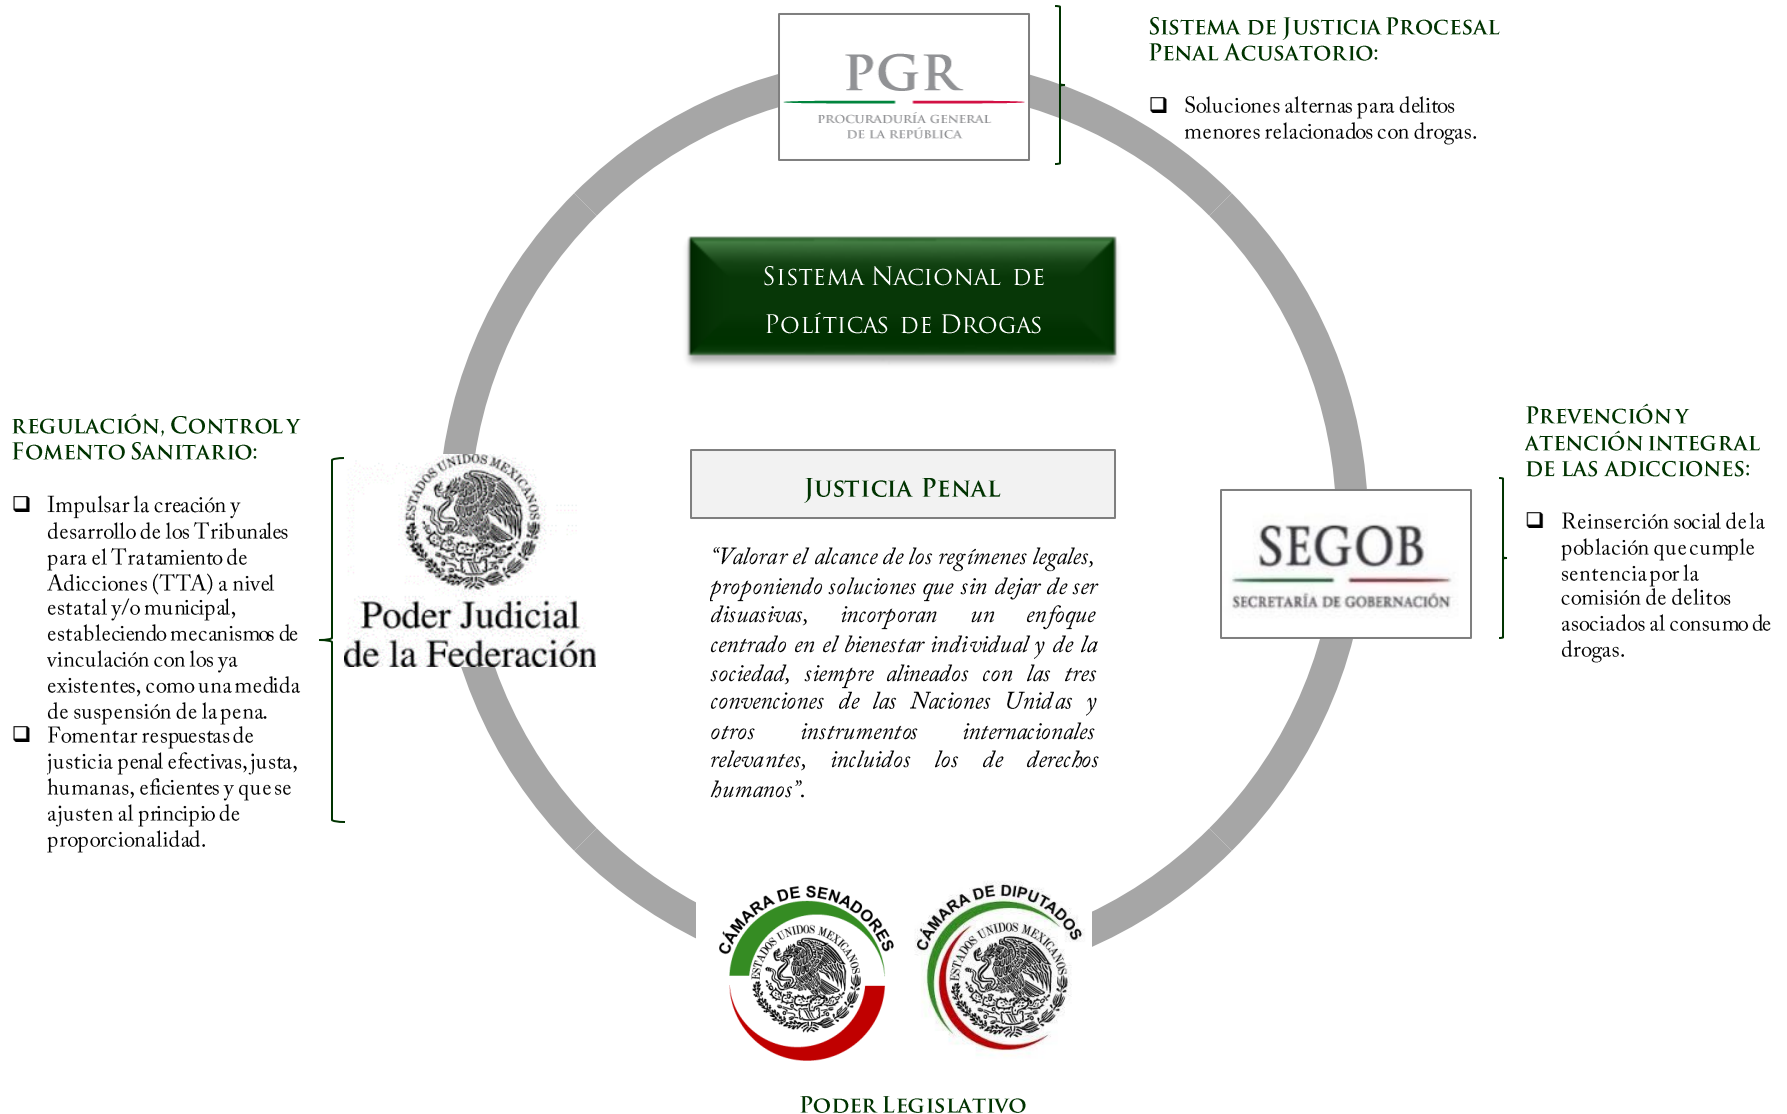 PGR
PROCURADURÍA GENERAL
DE LA REPÚBLICA
SISTEMA DE JUSTICIA PROCESAL
PENAL ACUSATORIO:
Soluciones alternas para delitos
menores relacionados con drogas.
SISTEMA NACIONAL DE
POLÍTICAS DE DROGAS
REGULACIÓN, CONTROL Y
FOMENTO SANITARIO:
Impulsar la creación y
desarrollo de los Tribunales
para el Tratamiento de
Adicciones (TTA) a nivel
estatal y/o municipal,
estableciendo mecanismos de
vinculación con los ya
existentes, como una medida
de suspensión de la pena.
Fomentar respuestas de
justicia penal efectivas, justa,
humanas, eficientes y que se
ajusten al principio de
proporcionalidad.
ESTADOS UNIDOS MEXICANOS
Poder Judicial
de la Federación
JUSTICIA PENAL
“Valorar el alcance de los regímenes legales,
proponiendo soluciones que sin dejar de ser
disuasivas, incorporan un enfoque
centrado en el bienestar individual y de la
sociedad, siempre alineados con las tres
convenciones de las Naciones Unidas y
otros instrumentos internacionales
relevantes, incluidos los de derechos
humanos”.
PREVENCIÓN Y
ATENCIÓN INTEGRAL
DE LAS ADICCIONES:
Reinserción social de la
población que cumple
sentencia por la
comisión de delitos
asociados al consumo de
drogas.
SEGOB
SECRETARÍA DE GOBERNACIÓN
CÁMARA DE SENADORES
ESTADOS UNIDOS MEXICANOS
CÁMARA DE DIPUTADOS
ESTADOS UNIDOS MEXICANOS
PODER LEGISLATIVO